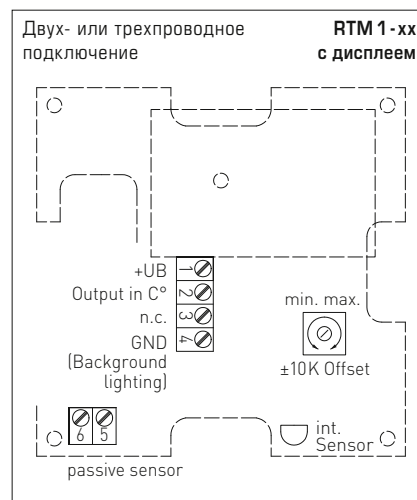 Двух- или трехпроводное RTM 1 - xx
подключение с дисплеем
+UB 1
Output in C° 2
n.c. 3
GND 4
(Background
lighting)
min. max.
±10K Offset
6 5
int.
Sensor
passive sensor